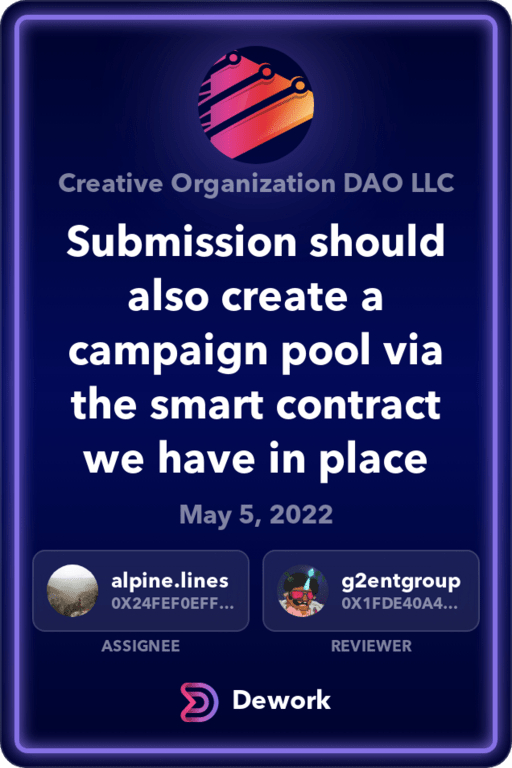 Creative Organization DAO LLC
Submission should
also create a
campaign pool via
the smart contract
we have in place
May 5, 2022
alpine.lines
0X24FEF0EFF...
ASSIGNEE
g2entgroup
0X1FDE40A4...
REVIEWER
Dework